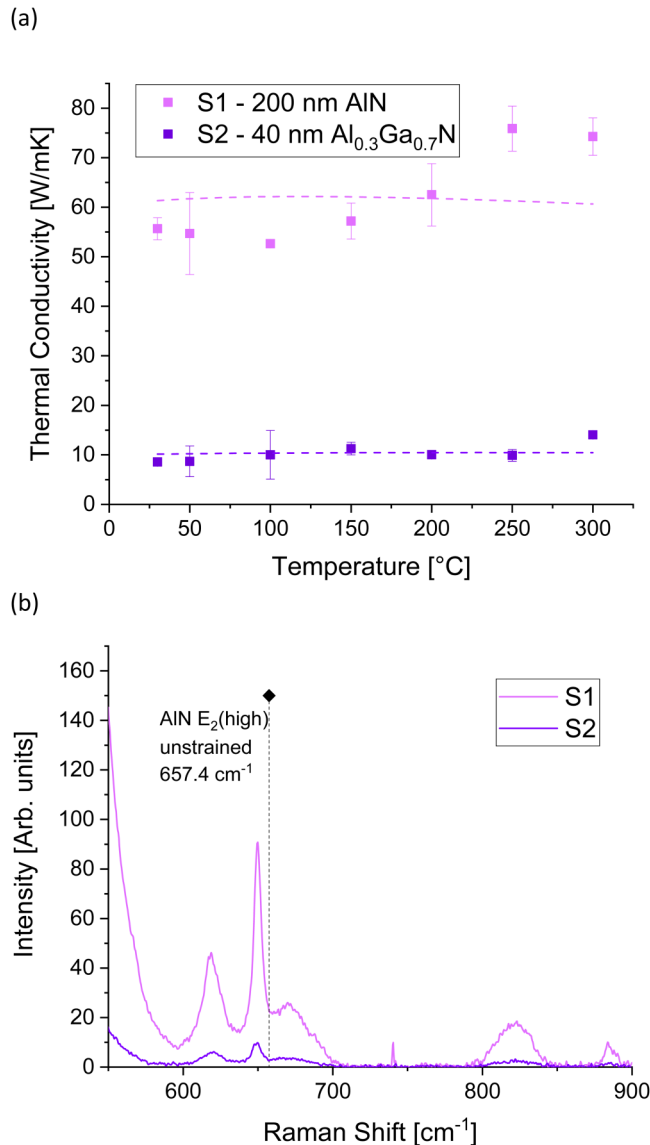 (a)
S1 - 200 nm AlN
S2 - 40 nm Al₀.₃Ga₀.₇N
80
70
60
50
40
30
20
10
0
Thermal Conductivity [W/mK]
0 50 100 150 200 250 300
Temperature [°C]
(b)
160
140
120
100
80
60
40
20
0
Intensity [Arb. units]
AlN E₂(high)
unstrained
657.4 cm⁻¹
S1
S2
600 700 800 900
Raman Shift [cm⁻¹]